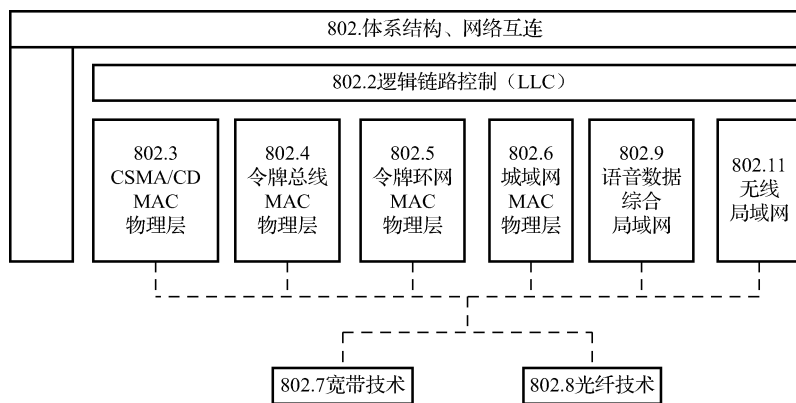 802.体系结构、网络互连
802.2逻辑链路控制（LLC）
802.3
CSMA/CD
MAC
物理层
802.4
令牌总线
MAC
物理层
802.5
令牌环网
MAC
物理层
802.6
城域网
MAC
物理层
802.9
语音数据
综合
局域网
802.11
无线
局域网
802.7宽带技术
802.8光纤技术